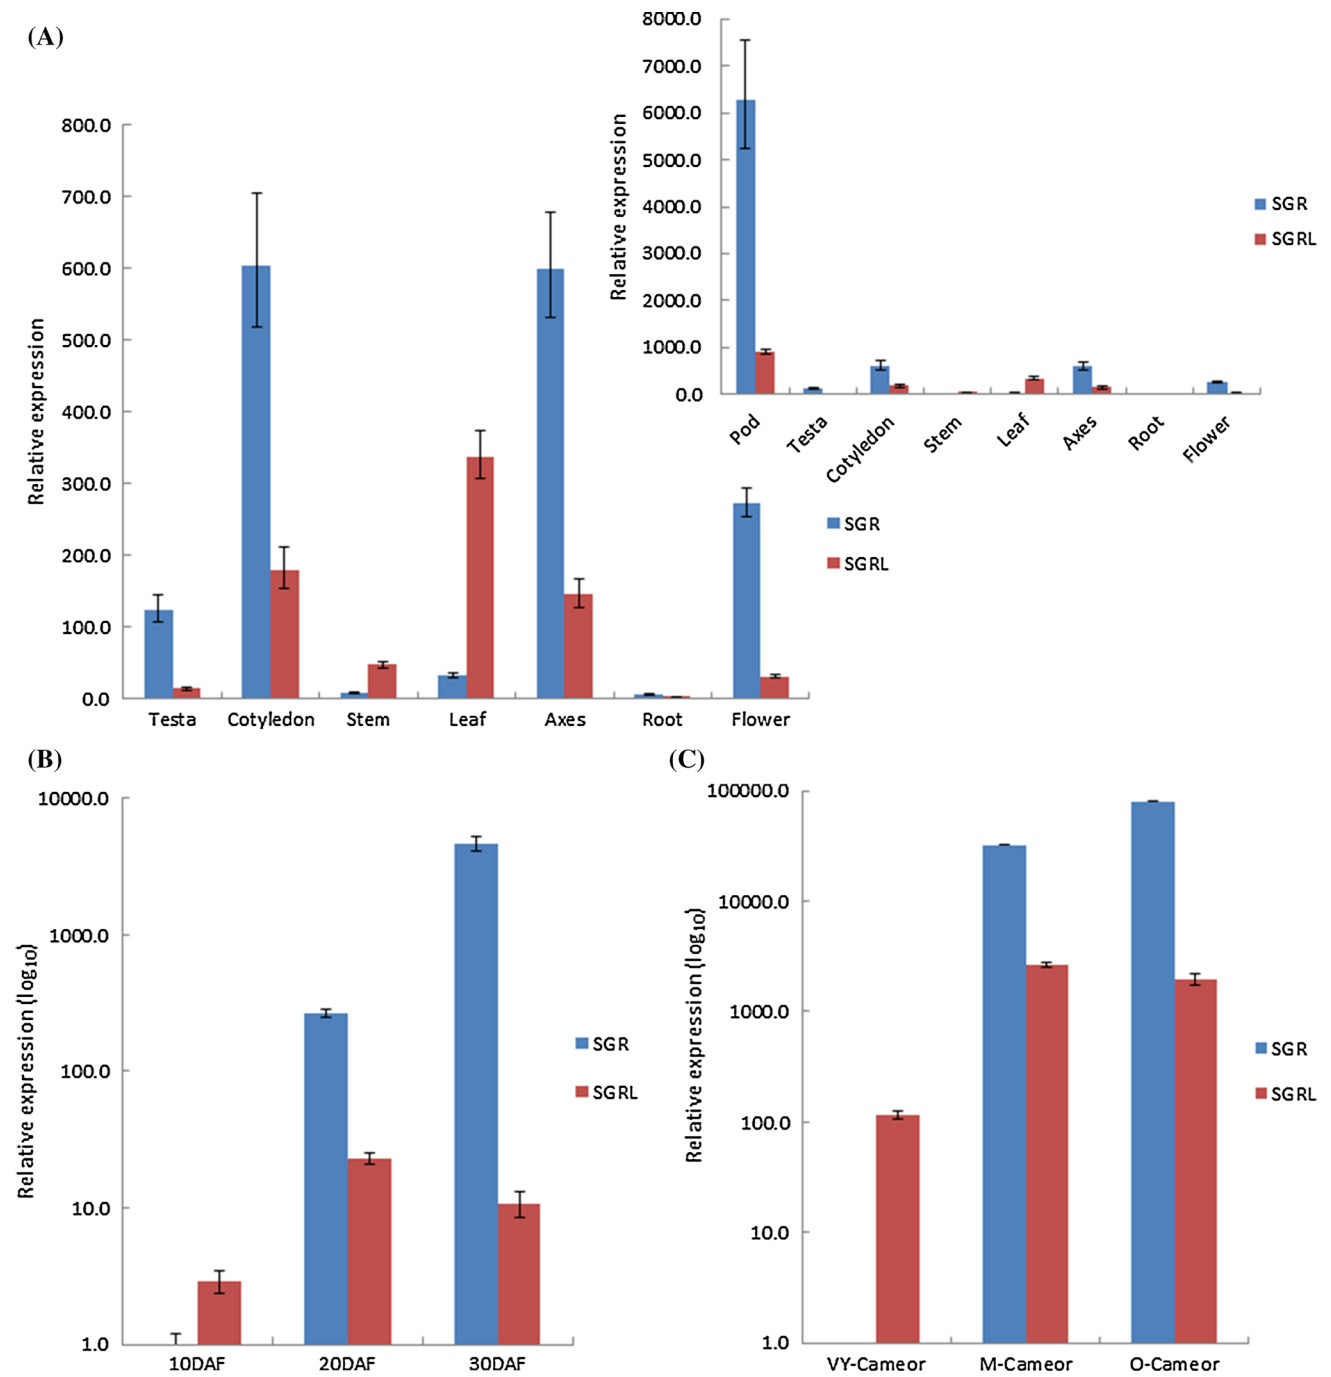 (A)
Relative expression
800.0
700.0
600.0
500.0
400.0
300.0
200.0
100.0
0.0
Testa Cotyledon Stem Leaf Axes Root Flower
SGR
SGRL
Relative expression
8000.0
7000.0
6000.0
5000.0
4000.0
3000.0
2000.0
1000.0
0.0
Pod Testa Cotyledon Stem Leaf Axes Root Flower
SGR
SGRL
(B)
Relative expression (log10)
10000.0
1000.0
100.0
10.0
1.0
10DAF 20DAF 30DAF
SGR
SGRL
(C)
Relative expression (log10)
100000.0
10000.0
1000.0
100.0
10.0
1.0
VY-Cameor M-Cameor O-Cameor
SGR
SGRL